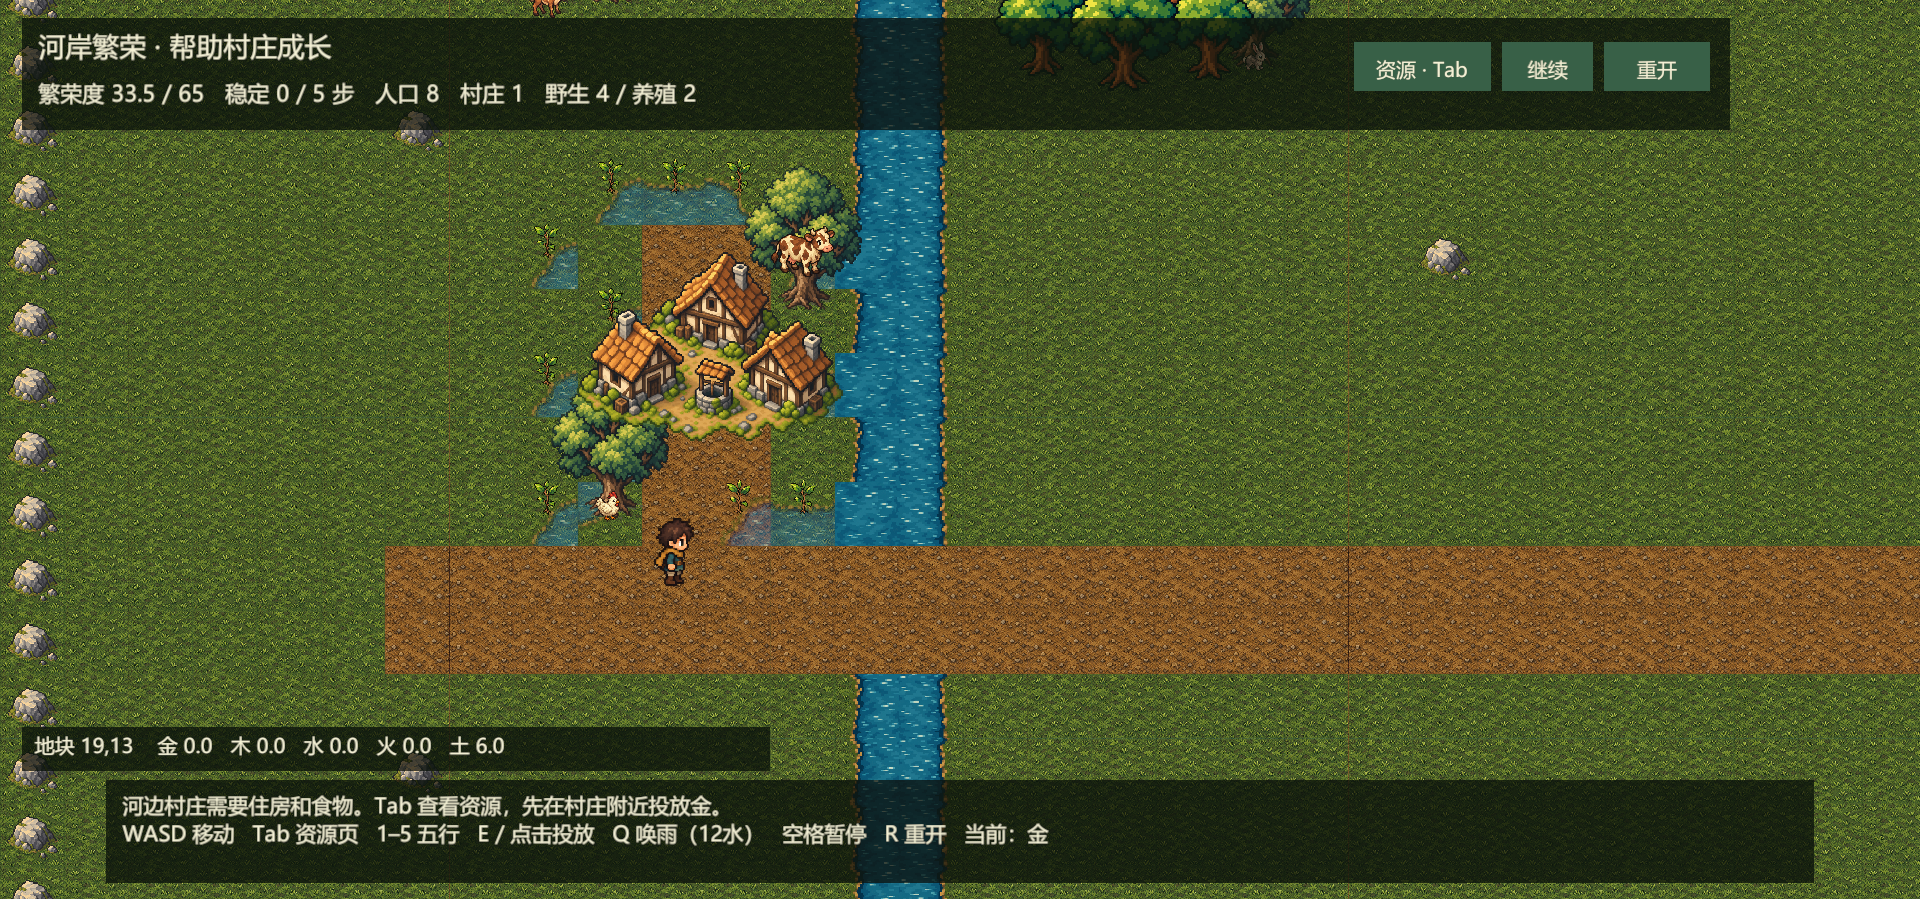 河岸繁荣 · 帮助村庄成长
繁荣度 33.5 / 65 稳定 0 / 5 步 人口 8 村庄 1 野生 4 / 养殖 2
资源 · Tab 继续 重开
地块 19,13 金 0.0 木 0.0 水 0.0 火 0.0 土 6.0
河边村庄需要住房和食物。Tab 查看资源，先在村庄附近投放金。
WASD 移动 Tab 资源页 1–5 五行 E / 点击投放 Q 唤雨（12水） 空格暂停 R 重开 当前：金